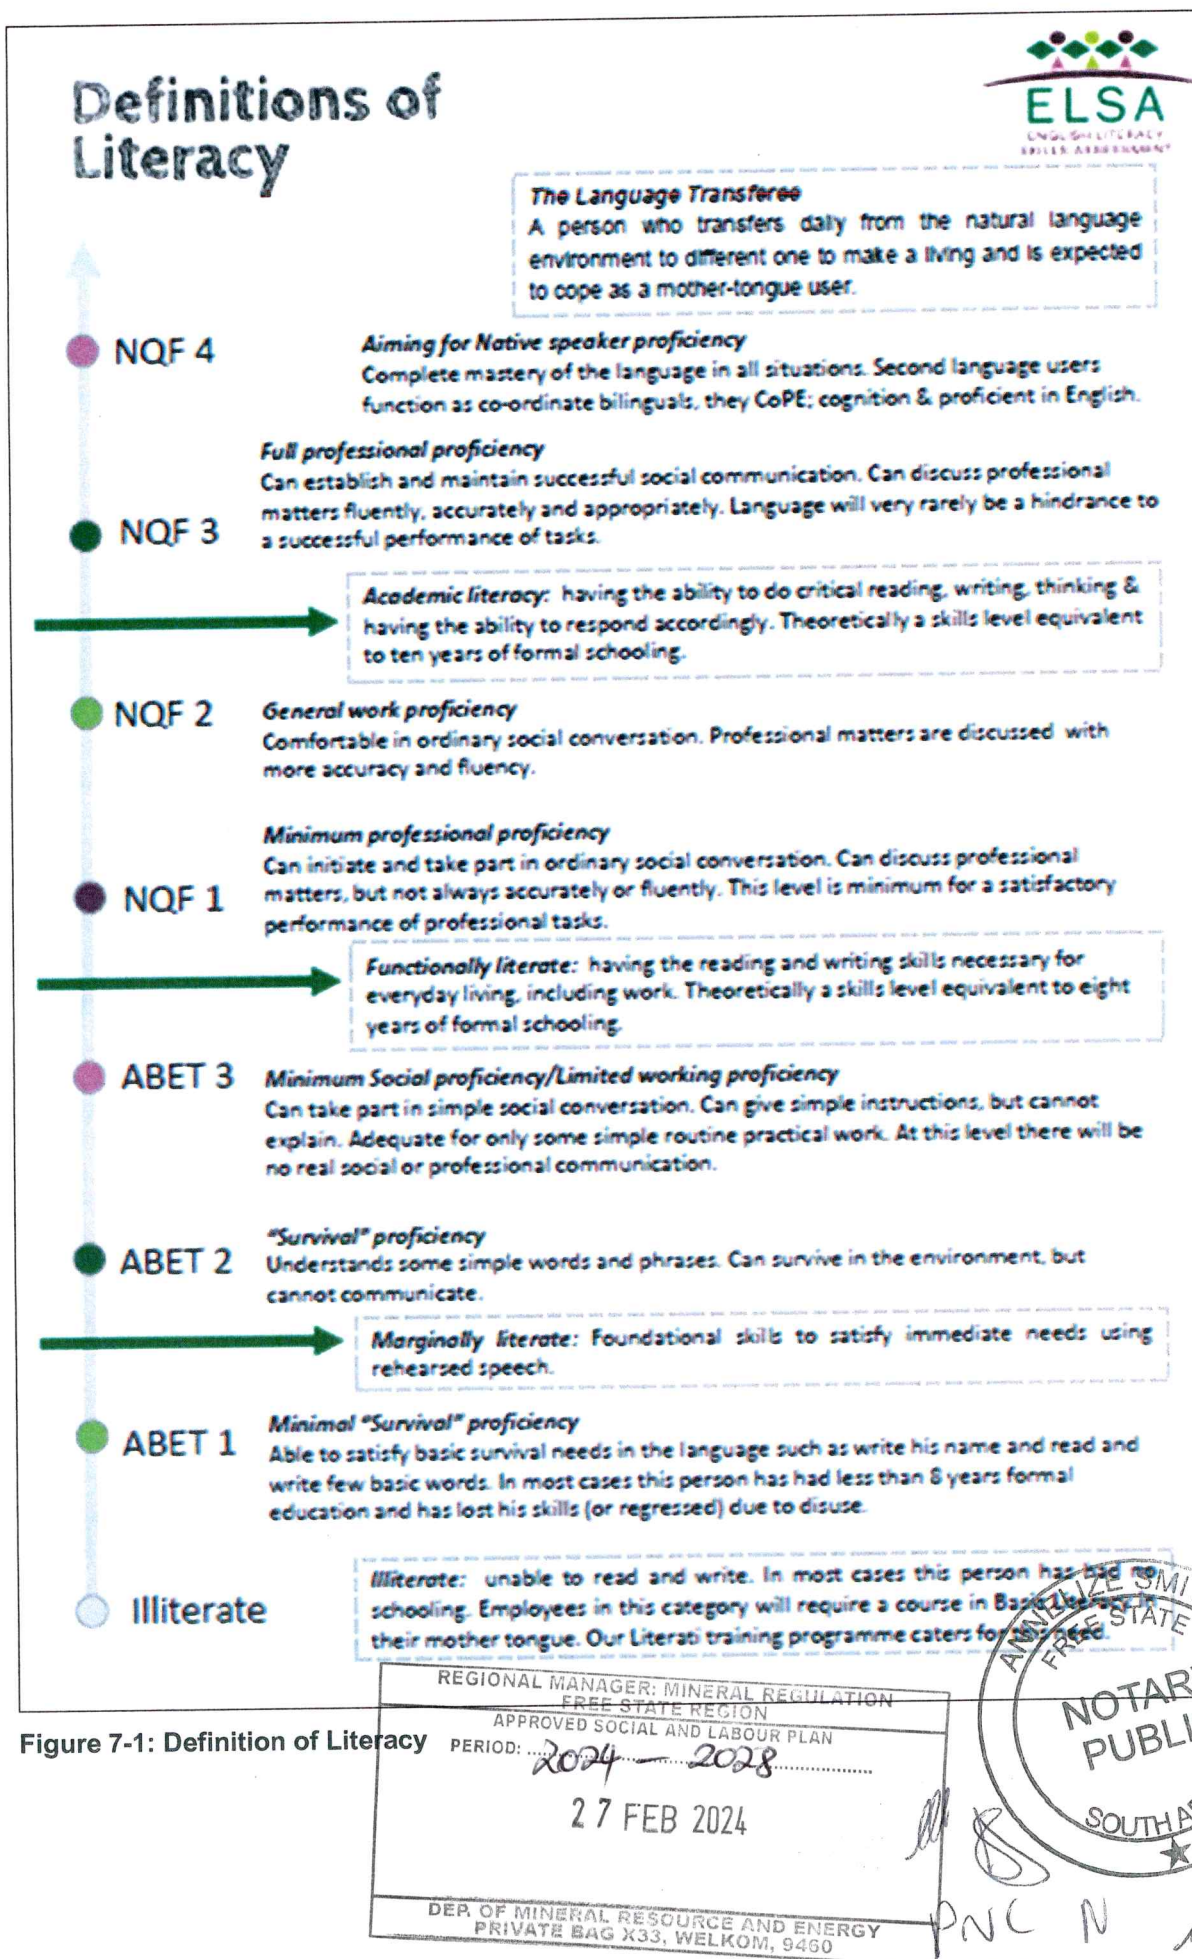 Definitions of
Literacy
ELSA
ENGLISH LITERACY
SKILLS ASSESSMENT
The Language Transferee
A person who transfers daily from the natural language
environment to different one to make a living and is expected
to cope as a mother-tongue user.
NQF 4
Aiming for Native speaker proficiency
Complete mastery of the language in all situations. Second language users
function as co-ordinate bilinguals, they CoPE; cognition & proficient in English.
Full professional proficiency
Can establish and maintain successful social communication. Can discuss professional
matters fluently, accurately and appropriately. Language will very rarely be a hindrance to
a successful performance of tasks.
NQF 3
Academic literacy: having the ability to do critical reading, writing, thinking &
having the ability to respond accordingly. Theoretically a skills level equivalent
to ten years of formal schooling.
NQF 2
General work proficiency
Comfortable in ordinary social conversation. Professional matters are discussed with
more accuracy and fluency.
Minimum professional proficiency
Can initiate and take part in ordinary social conversation. Can discuss professional
matters, but not always accurately or fluently. This level is minimum for a satisfactory
performance of professional tasks.
NQF 1
Functionally literate: having the reading and writing skills necessary for
everyday living, including work. Theoretically a skills level equivalent to eight
years of formal schooling.
ABET 3
Minimum Social proficiency/Limited working proficiency
Can take part in simple social conversation. Can give simple instructions, but cannot
explain. Adequate for only some simple routine practical work. At this level there will be
no real social or professional communication.
"Survival" proficiency
Understands some simple words and phrases. Can survive in the environment, but
cannot communicate.
ABET 2
Marginally literate: Foundational skills to satisfy immediate needs using
rehearsed speech.
ABET 1
Minimal "Survival" proficiency
Able to satisfy basic survival needs in the language such as write his name and read and
write few basic words. In most cases this person has had less than 8 years formal
education and has lost his skills (or regressed) due to disuse.
Illiterate
Illiterate: unable to read and write. In most cases this person has had no
schooling. Employees in this category will require a course in Basic Literacy in
their mother tongue. Our Literati training programme caters for this need.
Figure 7-1: Definition of Literacy
REGIONAL MANAGER: MINERAL REGULATION
FREE STATE REGION
APPROVED SOCIAL AND LABOUR PLAN
PERIOD: 2024 – 2028
27 FEB 2024
DEP. OF MINERAL RESOURCE AND ENERGY
PRIVATE BAG X33, WELKOM, 9460
ANNELIZE SMI
FREE STATE
NOTAR
PUBLI
SOUTH A
PNC N